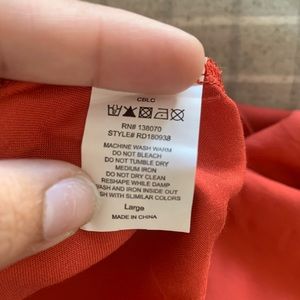 CBLC
RN# 138070
STYLE# RD180938
MACHINE WASH WARM
DO NOT BLEACH
DO NOT TUMBLE DRY
MEDIUM IRON
DO NOT DRY CLEAN
RESHAPE WHILE DAMP
WASH AND IRON INSIDE OUT
SH WITH SIMILAR COLORS
Large
MADE IN CHINA